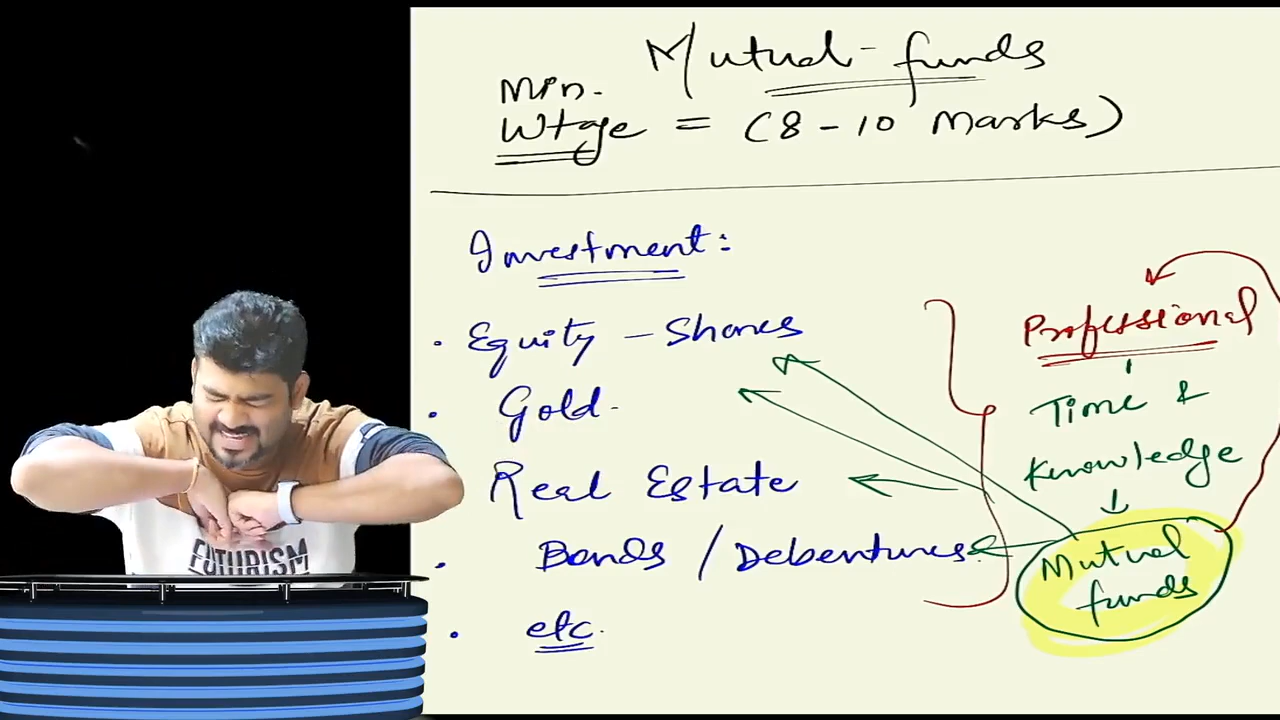 Mutual-funds
Min.
Wtage = (8-10 Marks)
Investment:
• Equity - Shares
• Gold.
Real Estate
• Bonds / Debentures.
• etc.
Professional
Time &
Knowledge
Mutual
funds
FUTURISM